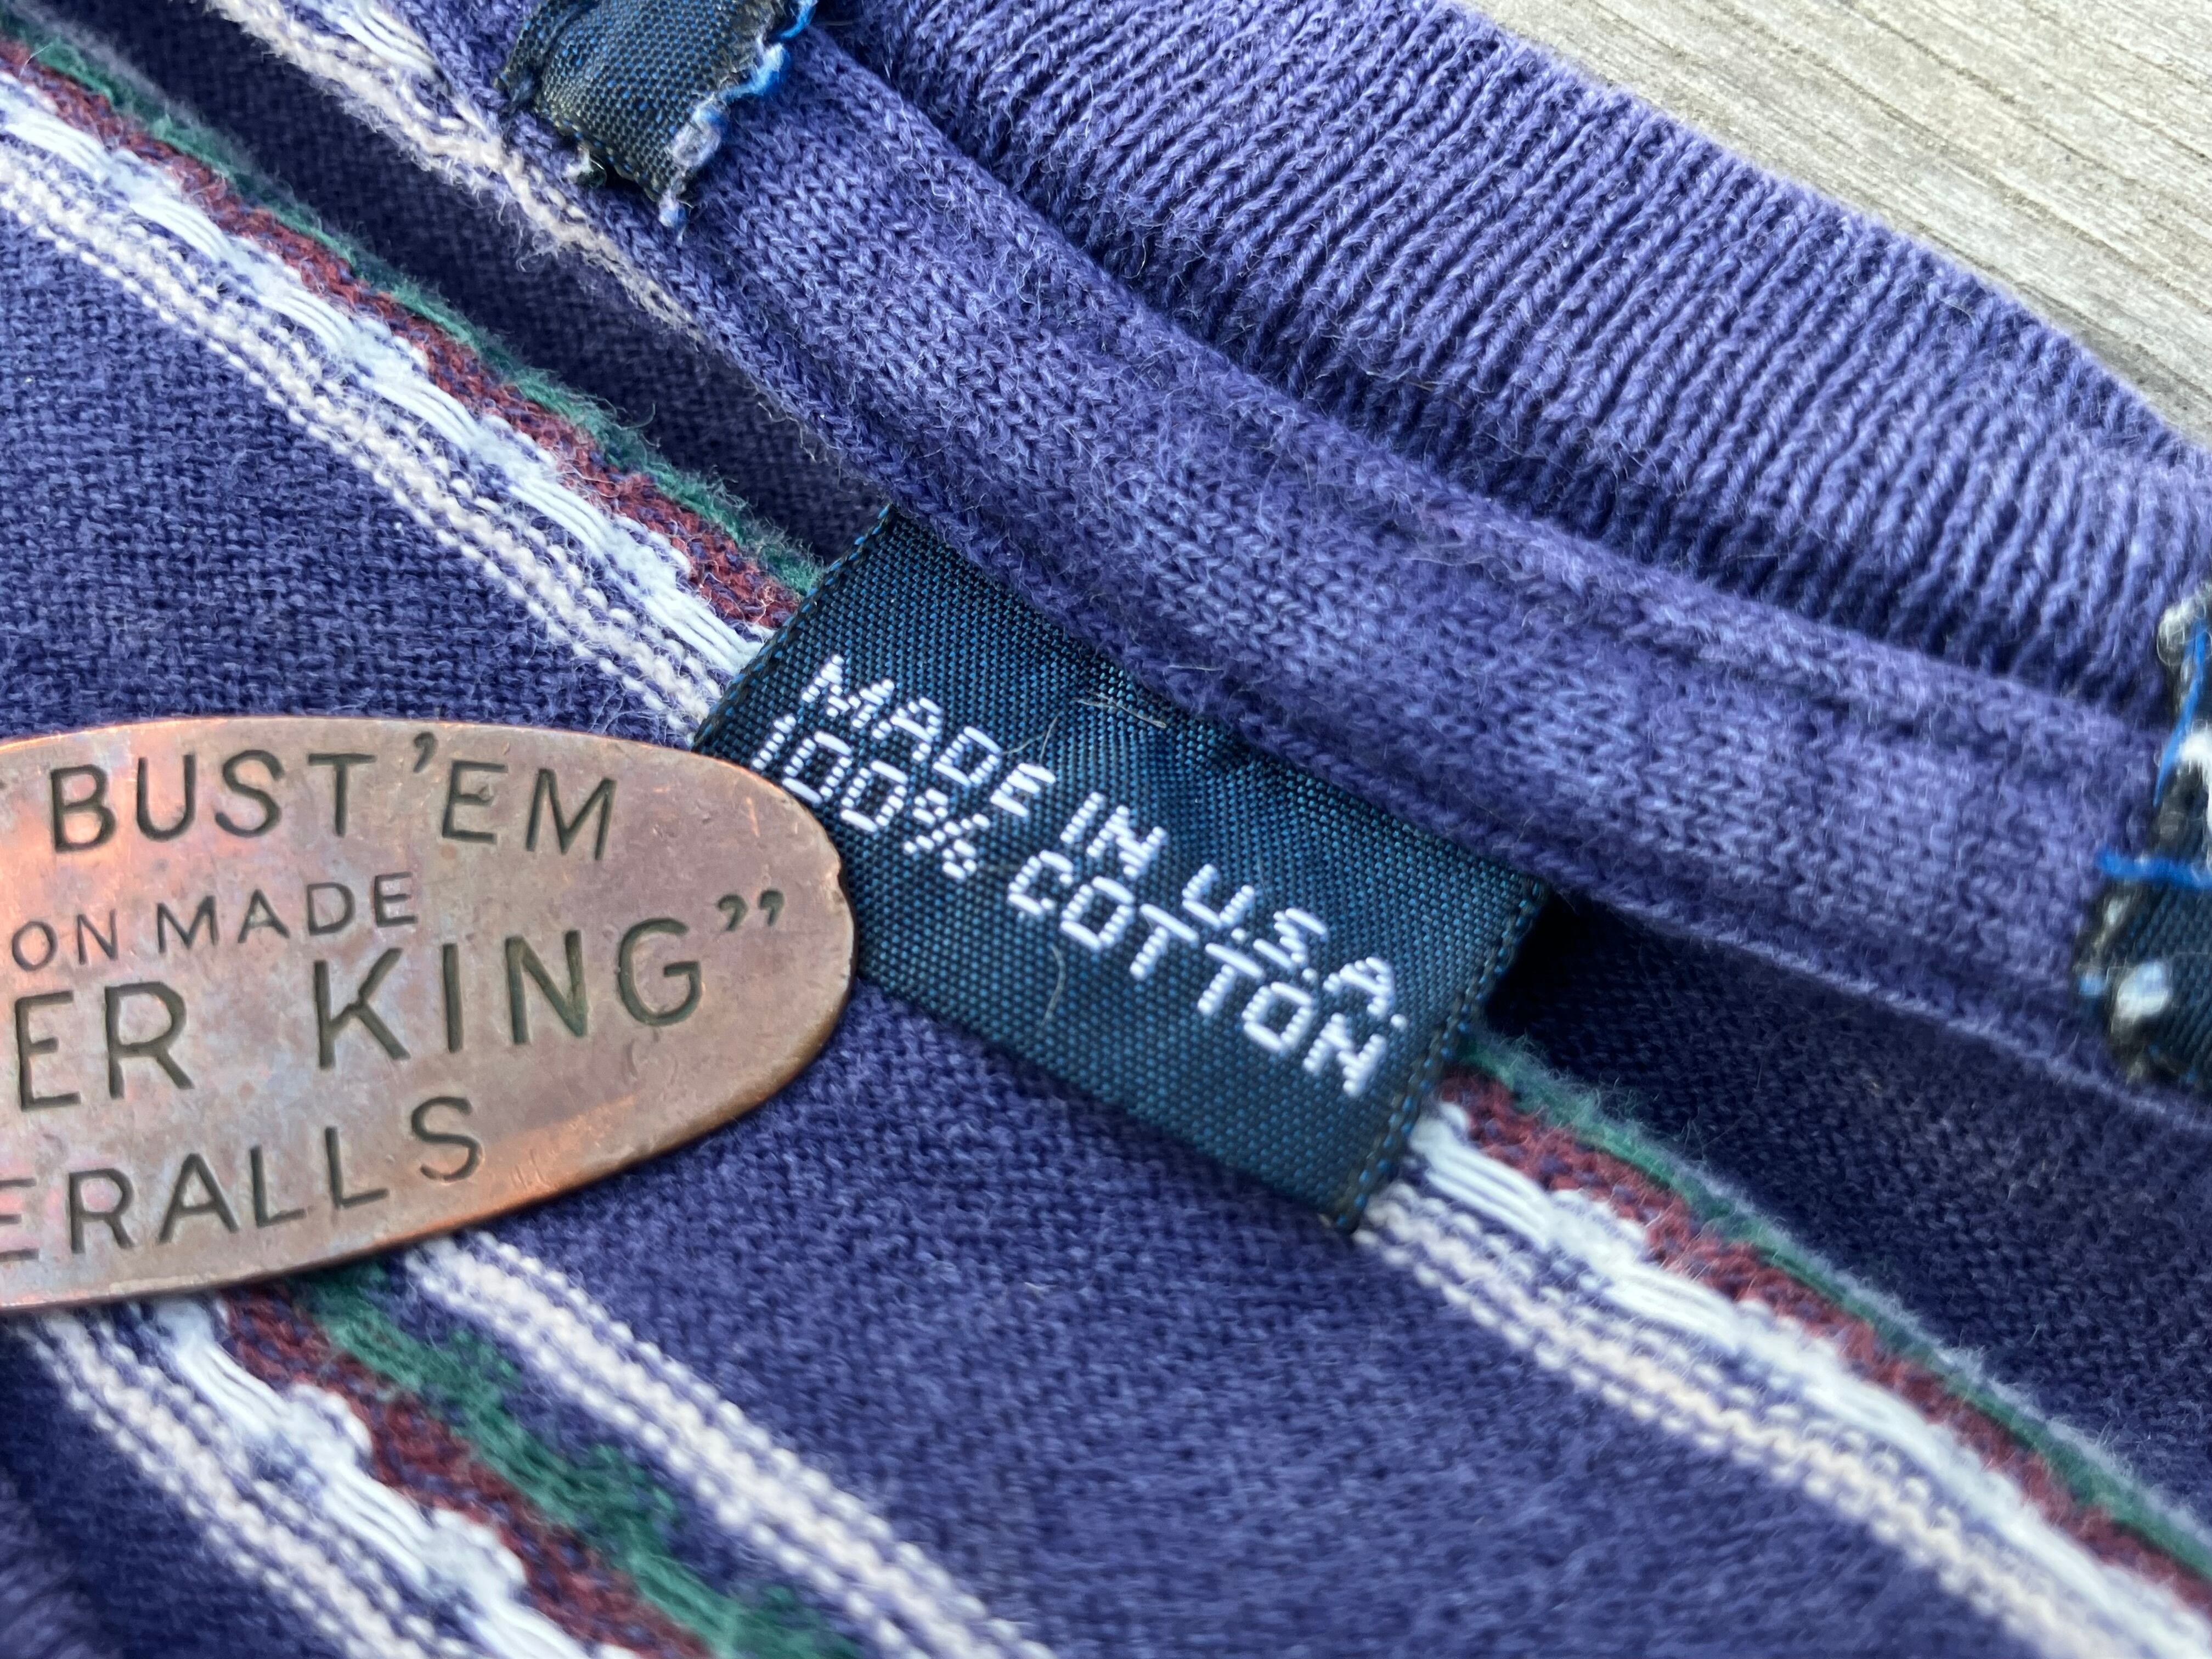 BUST'EM
ON MADE
ER KING”
ERALLS
MADE IN U.S.A.
100% COTTON